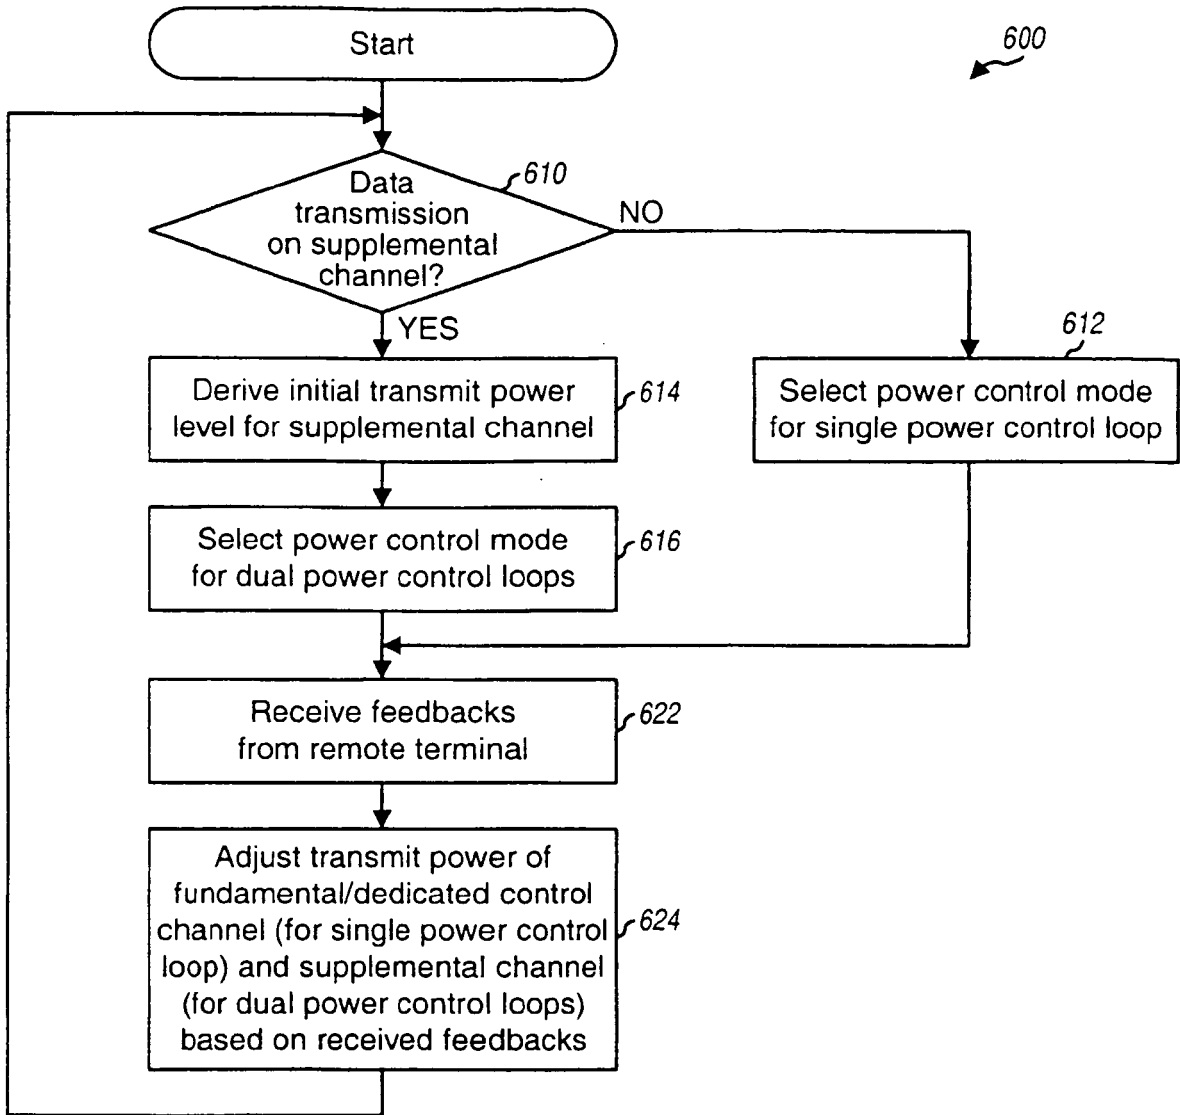 Start
600
610
Data
transmission
on supplemental
channel?
NO
YES
612
Select power control mode
for single power control loop
Derive initial transmit power
level for supplemental channel
614
Select power control mode
for dual power control loops
616
Receive feedbacks
from remote terminal
622
Adjust transmit power of
fundamental/dedicated control
channel (for single power control
loop) and supplemental channel
(for dual power control loops)
based on received feedbacks
624